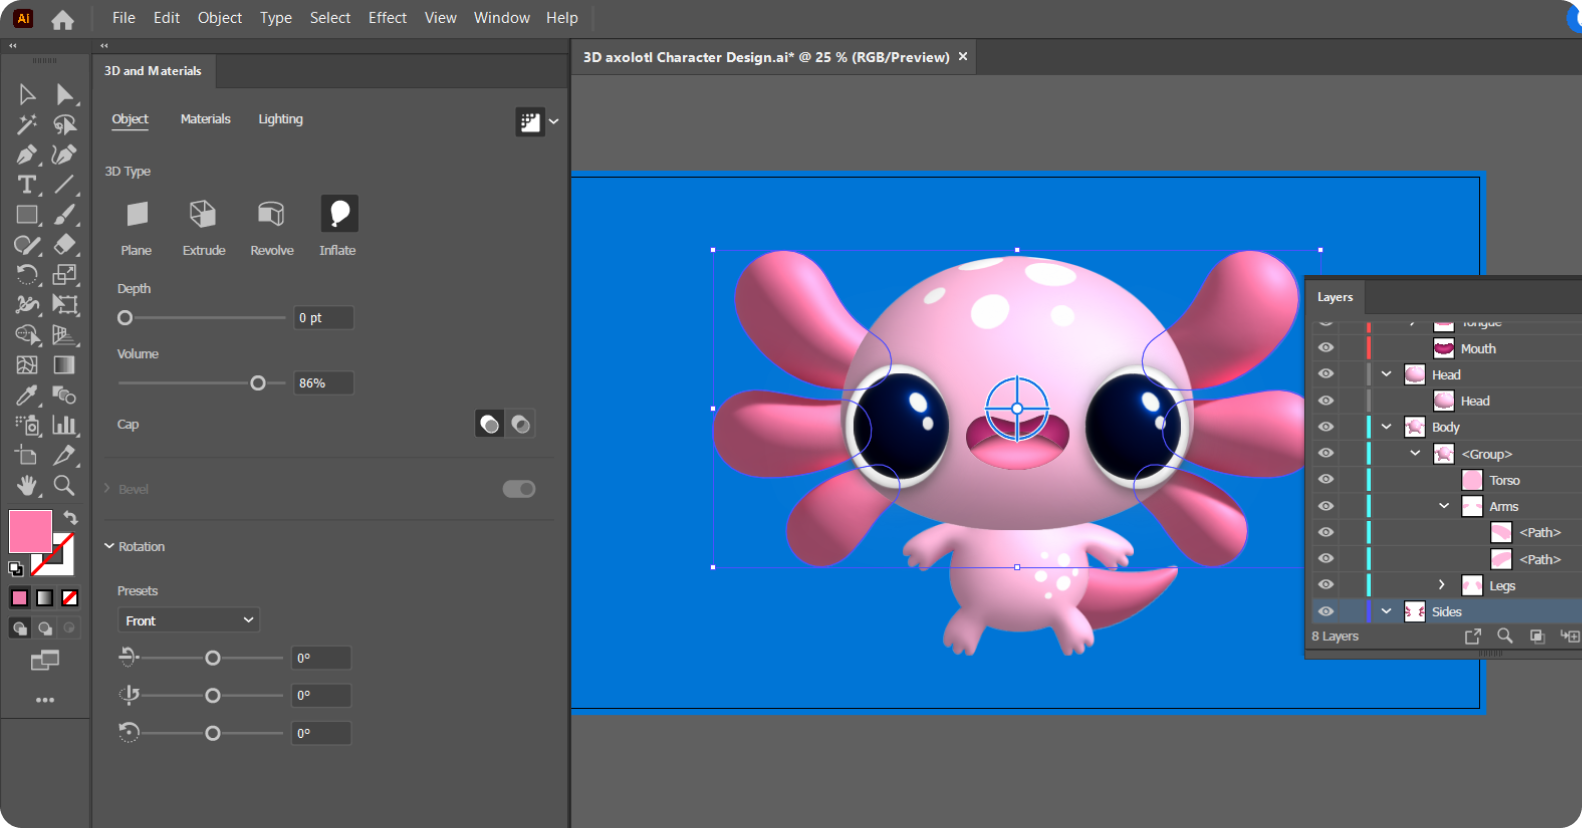 Ai
File Edit Object Type Select Effect View Window Help
3D and Materials
3D axolotl Character Design.ai* @ 25 % (RGB/Preview) ×
Object Materials Lighting
3D Type
Plane Extrude Revolve Inflate
Depth
0 pt
Volume
86%
Cap
Bevel
Rotation
Presets
Front
0°
0°
0°
Layers
Tongue
Mouth
Head
Head
Body
<Group>
Torso
Arms
<Path>
<Path>
Legs
Sides
8 Layers